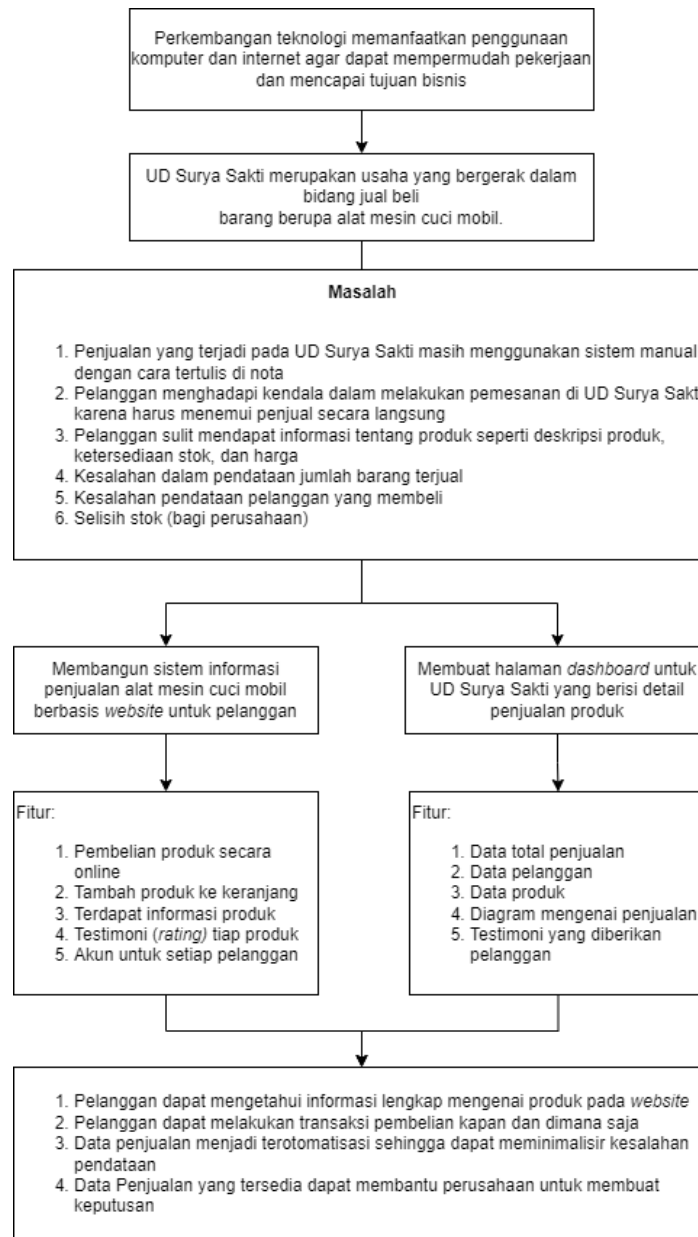 Perkembangan teknologi memanfaatkan penggunaan
komputer dan internet agar dapat mempermudah pekerjaan
dan mencapai tujuan bisnis
UD Surya Sakti merupakan usaha yang bergerak dalam
bidang jual beli
barang berupa alat mesin cuci mobil.
Masalah
1. Penjualan yang terjadi pada UD Surya Sakti masih menggunakan sistem manual
dengan cara tertulis di nota
2. Pelanggan menghadapi kendala dalam melakukan pemesanan di UD Surya Sakt
karena harus menemui penjual secara langsung
3. Pelanggan sulit mendapat informasi tentang produk seperti deskripsi produk,
ketersediaan stok, dan harga
4. Kesalahan dalam pendataan jumlah barang terjual
5. Kesalahan pendataan pelanggan yang membeli
6. Selisih stok (bagi perusahaan)
Membangun sistem informasi
penjualan alat mesin cuci mobil
berbasis website untuk pelanggan
Membuat halaman dashboard untuk
UD Surya Sakti yang berisi detail
penjualan produk
Fitur:
1. Pembelian produk secara
online
2. Tambah produk ke keranjang
3. Terdapat informasi produk
4. Testimoni (rating) tiap produk
5. Akun untuk setiap pelanggan
Fitur:
1. Data total penjualan
2. Data pelanggan
3. Data produk
4. Diagram mengenai penjualan
5. Testimoni yang diberikan
pelanggan
1. Pelanggan dapat mengetahui informasi lengkap mengenai produk pada website
2. Pelanggan dapat melakukan transaksi pembelian kapan dan dimana saja
3. Data penjualan menjadi terotomatisasi sehingga dapat meminimalisir kesalahan
pendataan
4. Data Penjualan yang tersedia dapat membantu perusahaan untuk membuat
keputusan